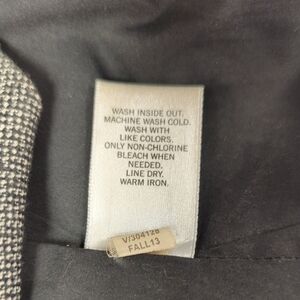 WASH INSIDE OUT.
MACHINE WASH COLD.
WASH WITH
LIKE COLORS.
ONLY NON-CHLORINE
BLEACH WHEN
NEEDED.
LINE DRY.
WARM IRON.
V/304128
FALL13